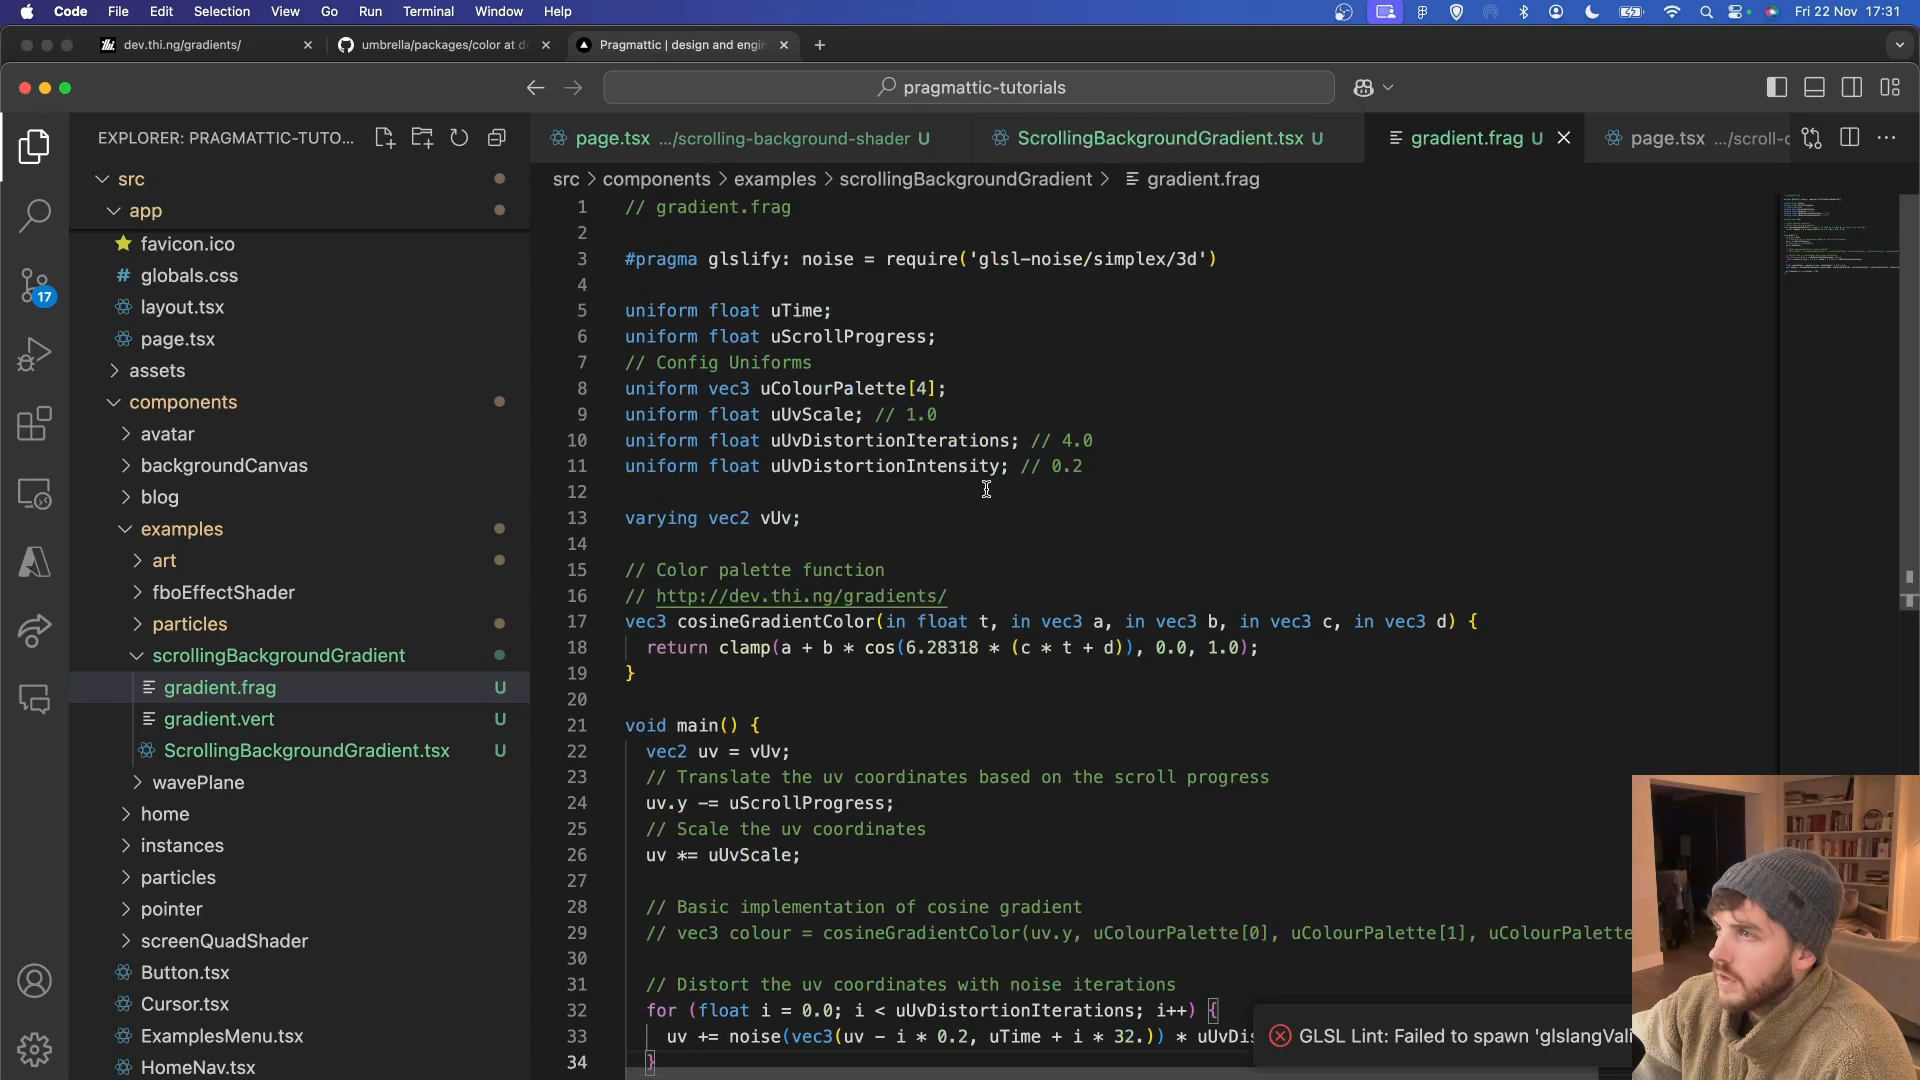 Code File Edit Selection View Go Run Terminal Window Help Fri 22 Nov 17:31
dev.thi.ng/gradients/ umbrella/packages/color at d Pragmattic | design and engin
pragmattic-tutorials
EXPLORER: PRAGMATTIC-TUTO...
page.tsx .../scrolling-background-shader U ScrollingBackgroundGradient.tsx U gradient.frag U page.tsx .../scroll-c
src > components > examples > scrollingBackgroundGradient > gradient.frag
src
app
favicon.ico
globals.css
layout.tsx
page.tsx
assets
components
avatar
backgroundCanvas
blog
examples
art
fboEffectShader
particles
scrollingBackgroundGradient
gradient.frag U
gradient.vert U
ScrollingBackgroundGradient.tsx U
wavePlane
home
instances
particles
pointer
screenQuadShader
Button.tsx
Cursor.tsx
ExamplesMenu.tsx
HomeNav.tsx
17
1 // gradient.frag
2
3 #pragma glslify: noise = require('glsl-noise/simplex/3d')
4
5 uniform float uTime;
6 uniform float uScrollProgress;
7 // Config Uniforms
8 uniform vec3 uColourPalette[4];
9 uniform float uUvScale; // 1.0
10 uniform float uUvDistortionIterations; // 4.0
11 uniform float uUvDistortionIntensity; // 0.2
12
13 varying vec2 vUv;
14
15 // Color palette function
16 // http://dev.thi.ng/gradients/
17 vec3 cosineGradientColor(in float t, in vec3 a, in vec3 b, in vec3 c, in vec3 d) {
18 return clamp(a + b * cos(6.28318 * (c * t + d)), 0.0, 1.0);
19 }
20
21 void main() {
22 vec2 uv = vUv;
23 // Translate the uv coordinates based on the scroll progress
24 uv.y -= uScrollProgress;
25 // Scale the uv coordinates
26 uv *= uUvScale;
27
28 // Basic implementation of cosine gradient
29 // vec3 colour = cosineGradientColor(uv.y, uColourPalette[0], uColourPalette[1], uColourPalette
30
31 // Distort the uv coordinates with noise iterations
32 for (float i = 0.0; i < uUvDistortionIterations; i++) {
33 uv += noise(vec3(uv - i * 0.2, uTime + i * 32.)) * uUvDis
34 }
GLSL Lint: Failed to spawn 'glslangVali